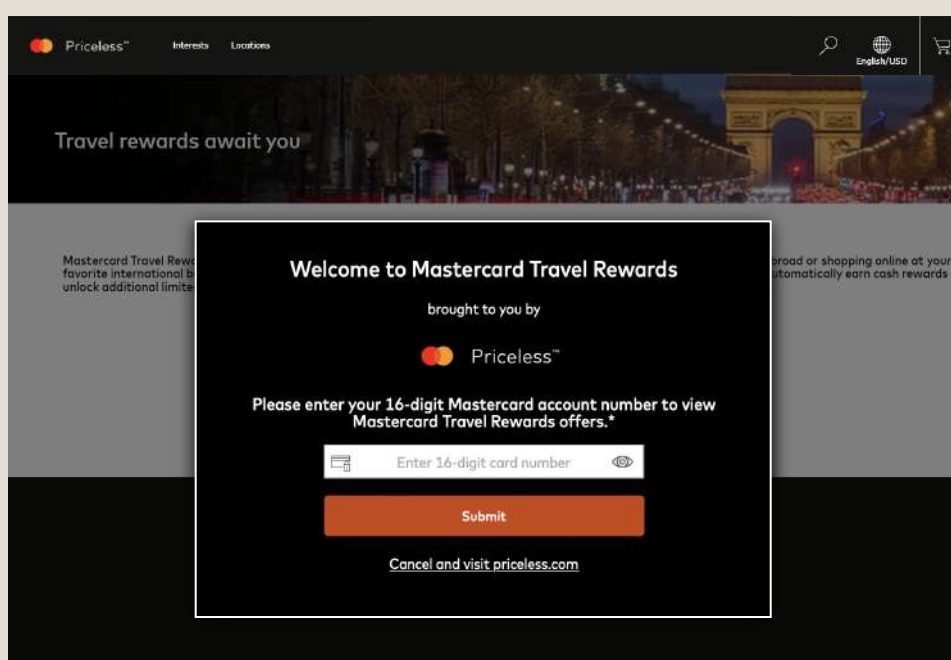 Priceless™
Interests
Locations
English/USD
Travel rewards await you
Mastercard Travel Rew
favorite international b
unlock additional limite
broad or shopping online at your
utomatically earn cash rewards
Welcome to Mastercard Travel Rewards
brought to you by
Priceless™
Please enter your 16-digit Mastercard account number to view
Mastercard Travel Rewards offers.*
Enter 16-digit card number
Submit
Cancel and visit priceless.com